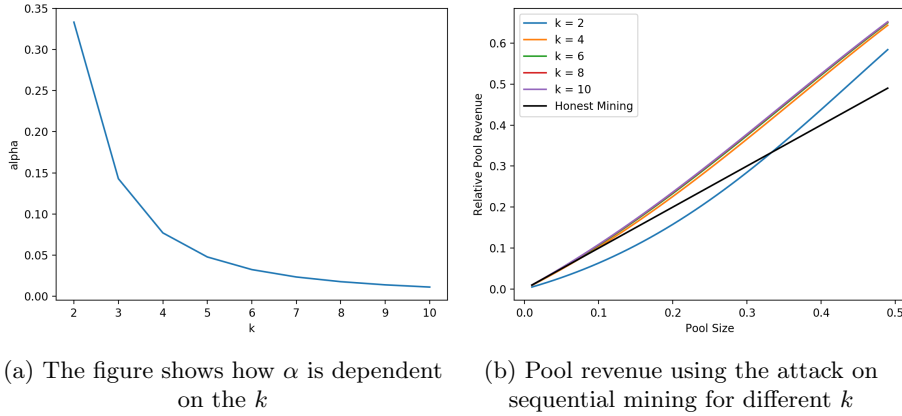 0.35
0.30
0.25
0.20
0.15
0.10
0.05
0.00
alpha
2 3 4 5 6 7 8 9 10
k
0.6
0.5
0.4
0.3
0.2
0.1
0.0
Relative Pool Revenue
k = 2
k = 4
k = 6
k = 8
k = 10
Honest Mining
0.0 0.1 0.2 0.3 0.4 0.5
Pool Size
(a) The figure shows how α is dependent
on the k
(b) Pool revenue using the attack on
sequential mining for different k